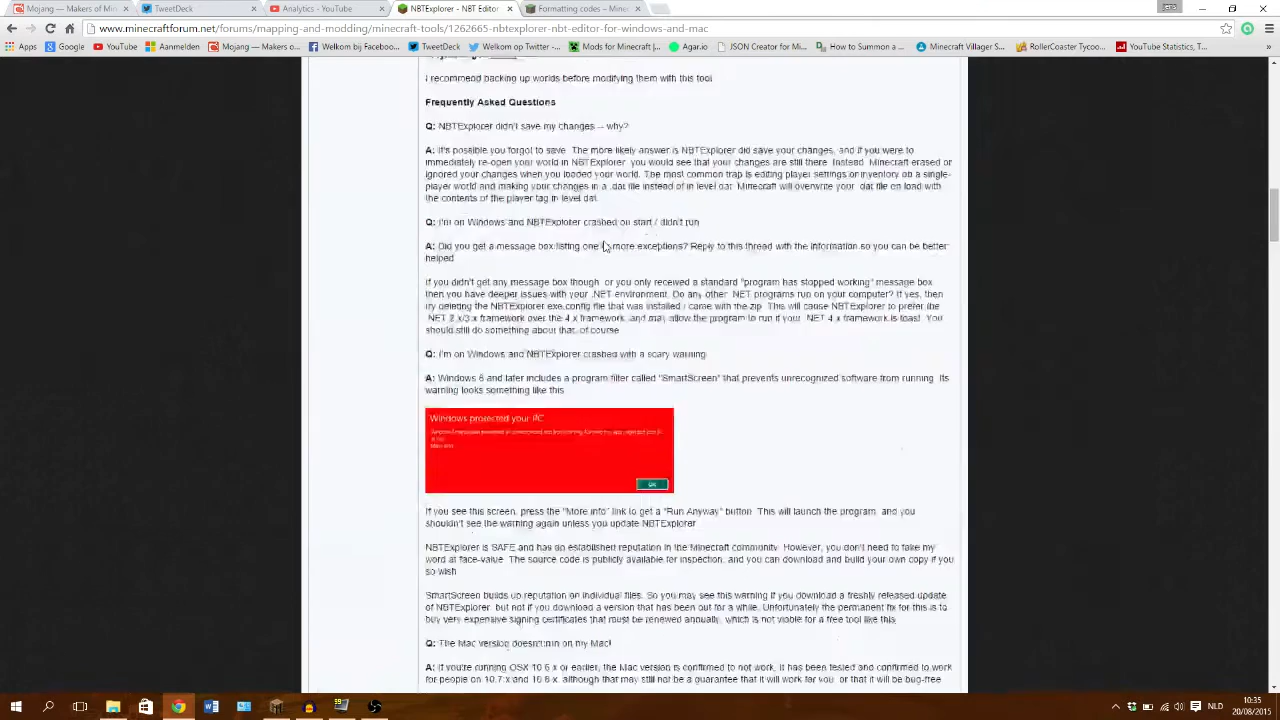 Mojang — Makers of Min
TweetDeck
Analytics - YouTube
NBTExplorer - NBT Editor
Formatting codes – Minec
www.minecraftforum.net/forums/mapping-and-modding/minecraft-tools/1262665-nbtexplorer-nbt-editor-for-windows-and-mac
Apps
Google
YouTube
Aanmelden
Mojang — Makers o
Welkom bij Faceboo
TweetDeck
Welkom op Twitter -
Mods for Minecraft
Agar.io
JSON Creator for Mi
How to Summon a
Minecraft Villager S
RollerCoaster Tycoo
YouTube Statistics, T
I recommend backing up worlds before modifying them with this tool
Frequently Asked Questions
Q: NBTExplorer didn't save my changes -- why?
A: It's possible you forgot to save. The more likely answer is NBTExplorer did save your changes, and if you were to
immediately re-open your world in NBTExplorer, you would see that your changes are still there. Instead, Minecraft erased or
ignored your changes when you loaded your world. The most common trap is editing player settings or inventory on a single-
player world and making your changes in a .dat file instead of in level.dat. Minecraft will overwrite your .dat file on load with
the contents of the player tag in level.dat.
Q: I'm on Windows and NBTExplorer crashed on start / didn't run
A: Did you get a message box listing one or more exceptions? Reply to this thread with the information so you can be better
helped
If you didn't get any message box though, or you only received a standard "program has stopped working" message box
then you have deeper issues with your .NET environment. Do any other .NET programs run on your computer? If yes, then
try deleting the NBTExplorer.exe.config file that was installed / came with the zip. This will cause NBTExplorer to prefer the
.NET 2.x/3.x framework over the 4.x framework, and may allow the program to run if your .NET 4.x framework is toast. You
should still do something about that, of course
Q: I'm on Windows and NBTExplorer crashed with a scary warning
A: Windows 8 and later includes a program filter called "SmartScreen" that prevents unrecognized software from running. Its
warning looks something like this
Windows protected your PC
OK
If you see this screen, press the "More info" link to get a "Run Anyway" button. This will launch the program, and you
shouldn't see the warning again unless you update NBTExplorer
NBTExplorer is SAFE and has an established reputation in the Minecraft community. However, you don't need to take my
word at face-value. The source code is publicly available for inspection, and you can download and build your own copy if you
so wish
SmartScreen builds up reputation on individual files. So you may see this warning if you download a freshly released update
of NBTExplorer, but not if you download a version that has been out for a while. Unfortunately the permanent fix for this is to
buy very expensive signing certificates that must be renewed annually, which is not viable for a free tool like this
Q: The Mac version doesn't run on my Mac!
A: If you're running OSX 10.6.x or earlier, the Mac version is confirmed to not work. It has been tested and confirmed to work
for people on 10.7.x and 10.8.x, although that may still not be a guarantee that it will work for you, or that it will be bug-free
NLD
10:35
20/08/2015